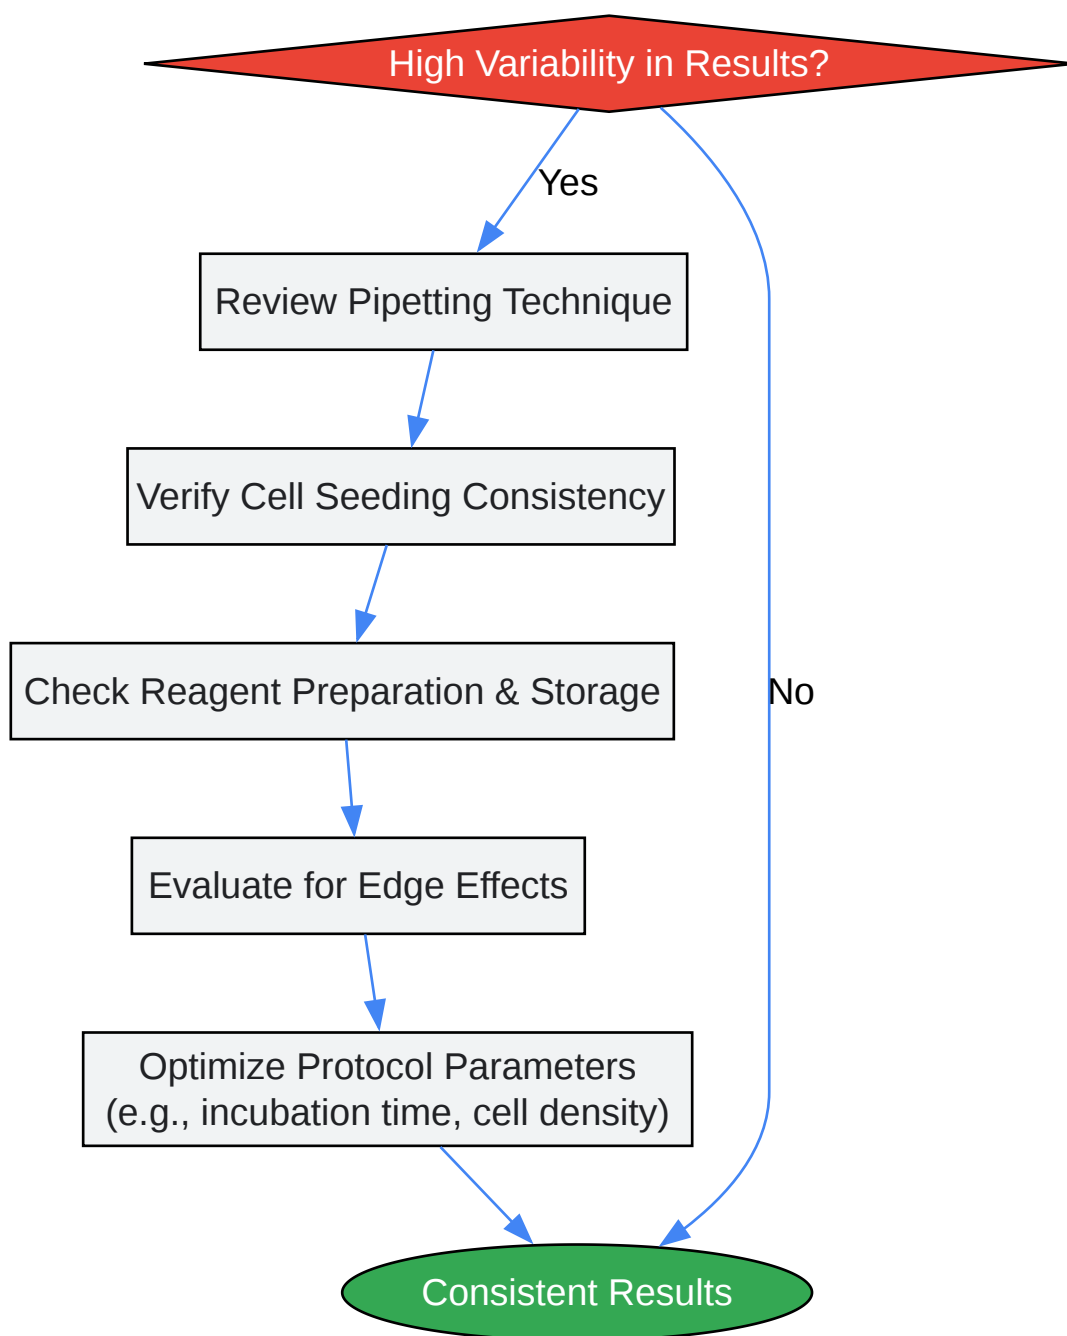 High Variability in Results?
Yes
Review Pipetting Technique
Verify Cell Seeding Consistency
Check Reagent Preparation & Storage
No
Evaluate for Edge Effects
Optimize Protocol Parameters
(e.g., incubation time, cell density)
Consistent Results